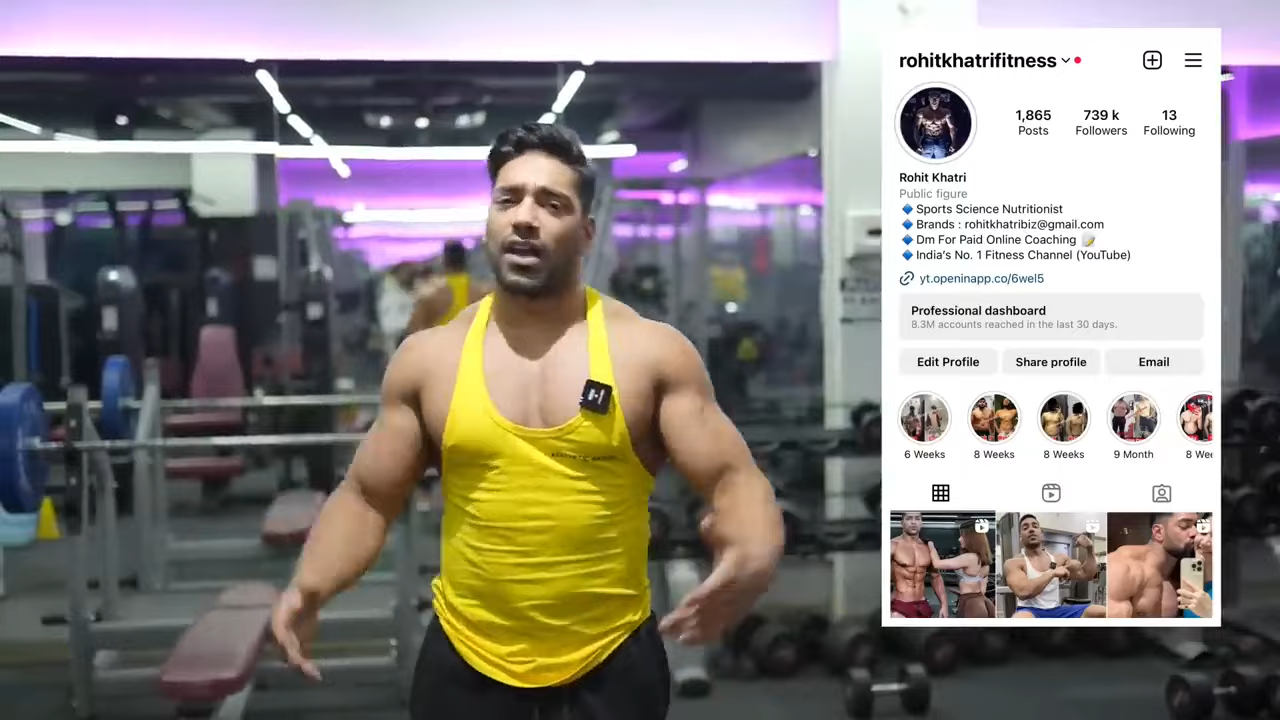 rohitkhatrifitness
1,865 739 k 13
Posts Followers Following
Rohit Khatri
Public figure
Sports Science Nutritionist
Brands : rohitkhatribiz@gmail.com
Dm For Paid Online Coaching
India's No. 1 Fitness Channel (YouTube)
yt.openinapp.co/6wel5
Professional dashboard
8.3M accounts reached in the last 30 days.
Edit Profile Share profile Email
6 Weeks 8 Weeks 8 Weeks 9 Month 8 Wee